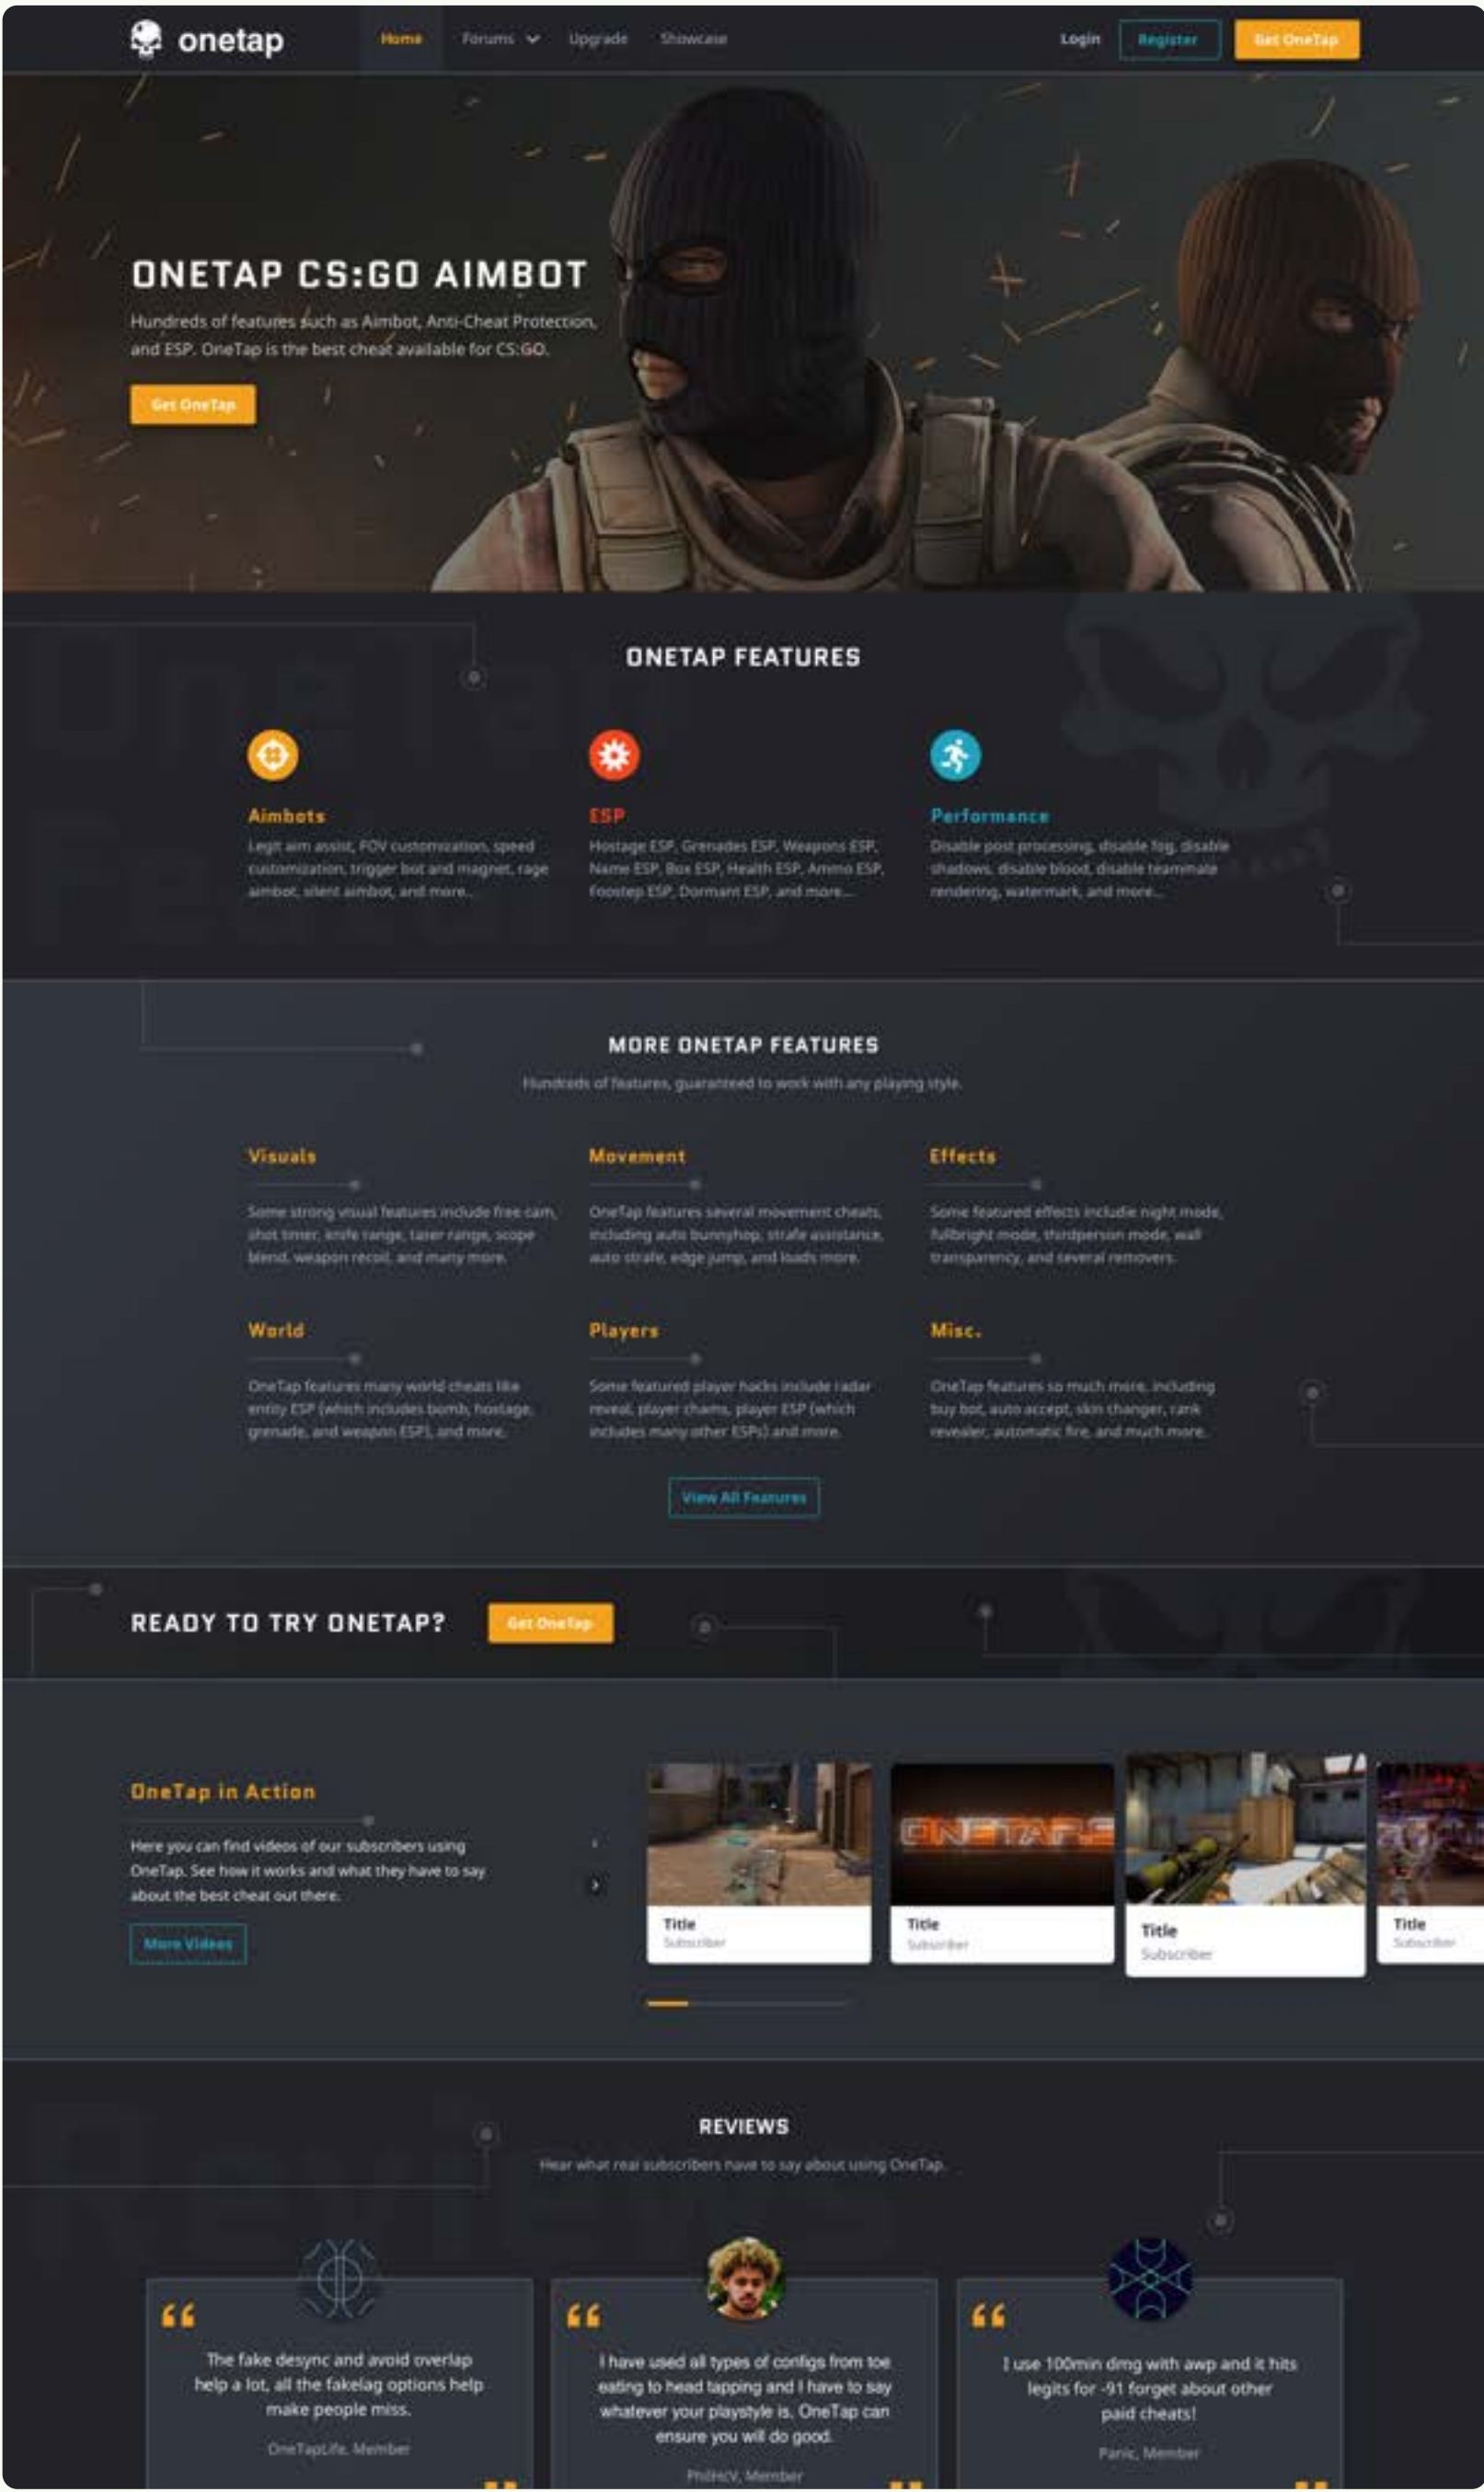 onetap
Home Forums Upgrade Showcase Login Register Get OneTap
ONETAP CS:GO AIMBOT
Hundreds of features such as Aimbot, Anti-Cheat Protection,
and ESP. OneTap is the best cheat available for CS:GO.
Get OneTap
OneTap
Features
ONETAP FEATURES
Aimbots
Legit aim assist, FOV customization, speed
customization, trigger bot and magnet, rage
aimbot, silent aimbot, and more...
ESP
Hostage ESP, Grenades ESP, Weapons ESP,
Name ESP, Box ESP, Health ESP, Ammo ESP,
Foostep ESP, Dormant ESP, and more...
Performance
Disable post processing, disable fog, disable
shadows, disable blood, disable teammate
rendering, watermark, and more...
MORE ONETAP FEATURES
Hundreds of features, guaranteed to work with any playing style.
Visuals
Some strong visual features include free cam,
shot timer, knife range, taser range, scope
blend, weapon recoil, and many more.
Movement
OneTap features several movement cheats,
including auto bunnyhop, strafe assistance,
auto strafe, edge jump, and loads more.
Effects
Some featured effects includie night mode,
fullbright mode, thirdperson mode, wall
transparency, and several removers.
World
OneTap features many world cheats like
entity ESP (which includes bomb, hostage,
grenade, and weapon ESP), and more.
Players
Some featured player hacks include radar
reveal, player chams, player ESP (which
includes many other ESPs) and more.
Misc.
OneTap features so much more, including
buy bot, auto accept, skin changer, rank
revealer, automatic fire, and much more.
View All Features
READY TO TRY ONETAP?
Get OneTap
OneTap in Action
Here you can find videos of our subscribers using
OneTap. See how it works and what they have to say
about the best cheat out there.
More Videos
Title
Subscriber
ONETAP.S
Title
Subscriber
Title
Subscriber
Title
Subscriber
Reviews
REVIEWS
Hear what real subscribers have to say about using OneTap.
“
The fake desync and avoid overlap
help a lot, all the fakelag options help
make people miss.
OneTapLife, Member
“
I have used all types of configs from toe
eating to head tapping and I have to say
whatever your playstyle is, OneTap can
ensure you will do good.
Member
“
I use 100min dmg with awp and it hits
legits for -91 forget about other
paid cheats!
Panic, Member